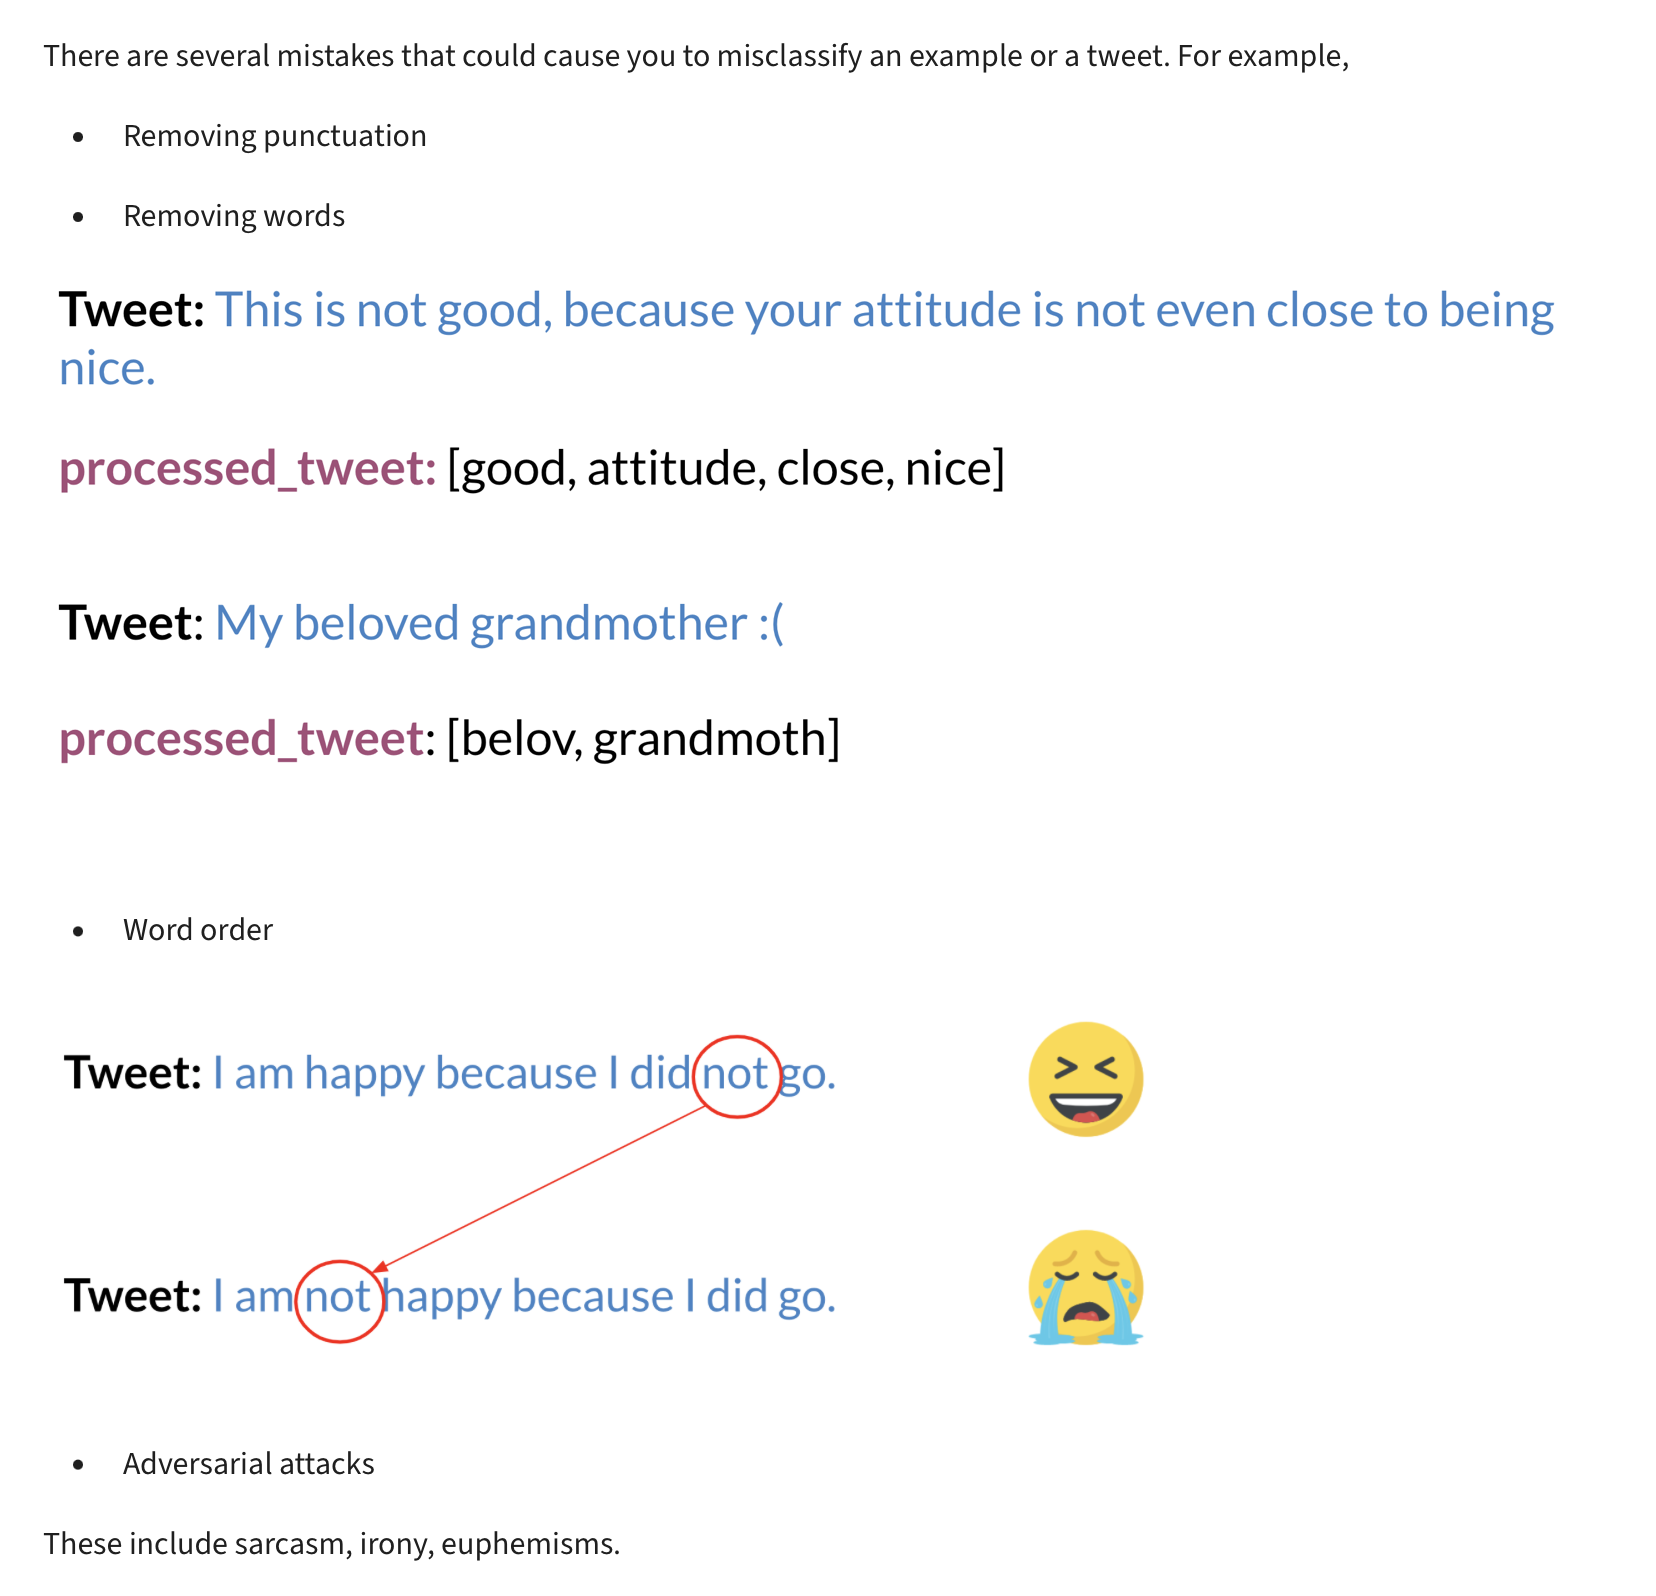 There are several mistakes that could cause you to misclassify an example or a tweet. For example,
• Removing punctuation
• Removing words
Tweet: This is not good, because your attitude is not even close to being
nice.
processed_tweet: [good, attitude, close, nice]
Tweet: My beloved grandmother :(
processed_tweet: [belov, grandmoth]
• Word order
Tweet: I am happy because I did not go.
Tweet: I am not happy because I did go.
• Adversarial attacks
These include sarcasm, irony, euphemisms.